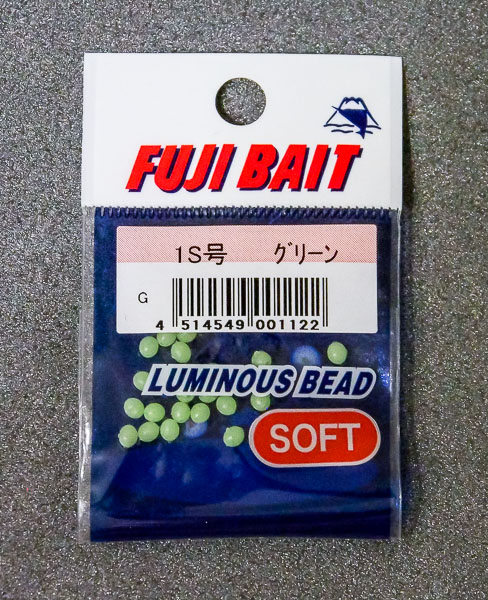 FUJI BAIT
1S号 グリーン
G
4 514549 001122
LUMINOUS BEAD
SOFT